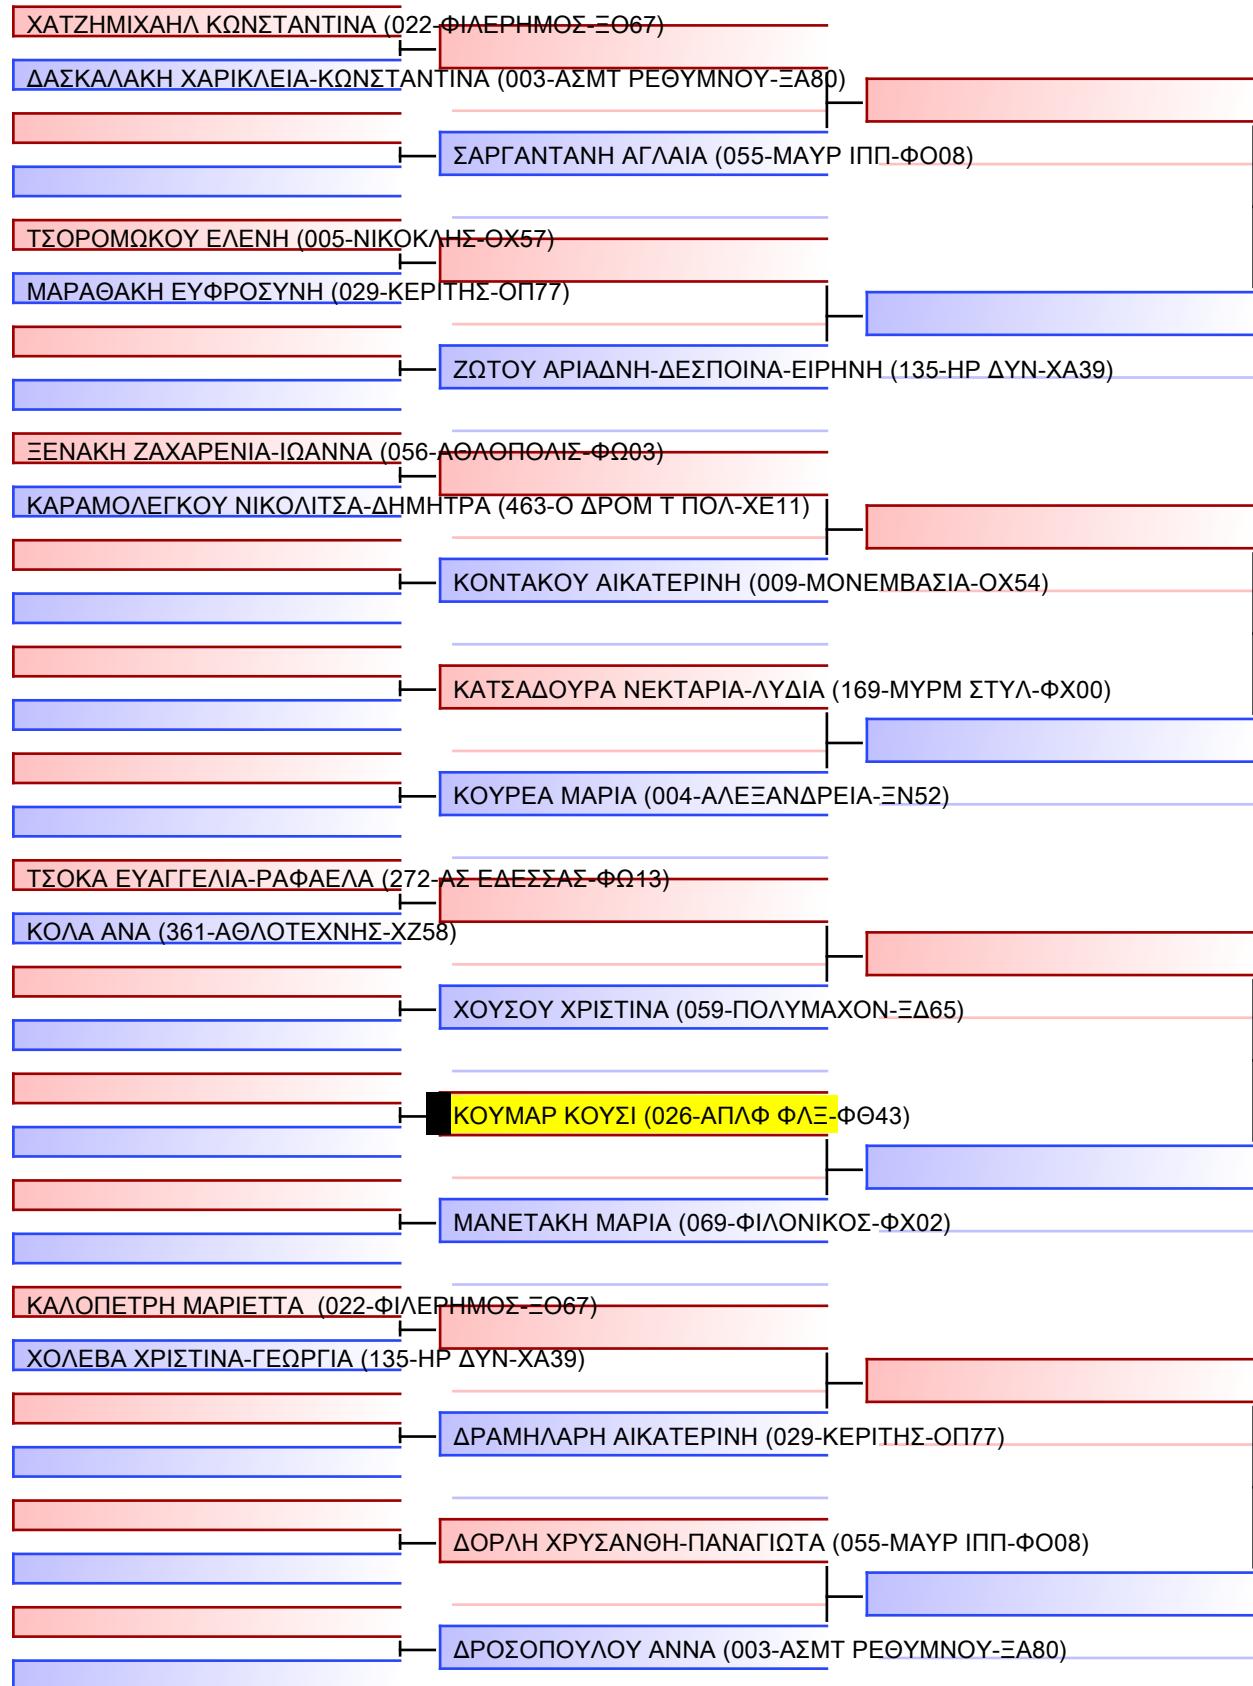 ΧΑΤΖΗΜΙΧΑΗΛ ΚΩΝΣΤΑΝΤΙΝΑ (022-ΦΙΛΕΡΗΜΟΣ-ΞΟ67)
ΔΑΣΚΑΛΑΚΗ ΧΑΡΙΚΛΕΙΑ-ΚΩΝΣΤΑΝΤΙΝΑ (003-ΑΣΜΤ ΡΕΘΥΜΝΟΥ-ΞΑ80)
ΣΑΡΓΑΝΤΑΝΗ ΑΓΛΑΙΑ (055-ΜΑΥΡ ΙΠΠ-ΦΟ08)
ΤΣΟΡΟΜΩΚΟΥ ΕΛΕΝΗ (005-ΝΙΚΟΚΛΗΣ-ΟΧ57)
ΜΑΡΑΘΑΚΗ ΕΥΦΡΟΣΥΝΗ (029-ΚΕΡΙΤΗΣ-ΟΠ77)
ΖΩΤΟΥ ΑΡΙΑΔΝΗ-ΔΕΣΠΟΙΝΑ-ΕΙΡΗΝΗ (135-ΗΡ ΔΥΝ-ΧΑ39)
ΞΕΝΑΚΗ ΖΑΧΑΡΕΝΙΑ-ΙΩΑΝΝΑ (056-ΑΘΛΟΠΟΛΙΣ-ΦΩ03)
ΚΑΡΑΜΟΛΕΓΚΟΥ ΝΙΚΟΛΙΤΣΑ-ΔΗΜΗΤΡΑ (463-Ο ΔΡΟΜ Τ ΠΟΛ-ΧΕ11)
ΚΟΝΤΑΚΟΥ ΑΙΚΑΤΕΡΙΝΗ (009-ΜΟΝΕΜΒΑΣΙΑ-ΟΧ54)
ΚΑΤΣΑΔΟΥΡΑ ΝΕΚΤΑΡΙΑ-ΛΥΔΙΑ (169-ΜΥΡΜ ΣΤΥΛ-ΦΧ00)
ΚΟΥΡΕΑ ΜΑΡΙΑ (004-ΑΛΕΞΑΝΔΡΕΙΑ-ΞΝ52)
ΤΣΟΚΑ ΕΥΑΓΓΕΛΙΑ-ΡΑΦΑΕΛΑ (272-ΑΣ ΕΔΕΣΣΑΣ-ΦΩ13)
ΚΟΛΑ ΑΝΑ (361-ΑΘΛΟΤΕΧΝΗΣ-ΧΖ58)
ΧΟΥΣΟΥ ΧΡΙΣΤΙΝΑ (059-ΠΟΛΥΜΑΧΟΝ-ΞΔ65)
ΚΟΥΜΑΡ ΚΟΥΣΙ (026-ΑΠΛΦ ΦΛΞ-ΦΘ43)
ΜΑΝΕΤΑΚΗ ΜΑΡΙΑ (069-ΦΙΛΟΝΙΚΟΣ-ΦΧ02)
ΚΑΛΟΠΕΤΡΗ ΜΑΡΙΕΤΤΑ (022-ΦΙΛΕΡΗΜΟΣ-ΞΟ67)
ΧΟΛΕΒΑ ΧΡΙΣΤΙΝΑ-ΓΕΩΡΓΙΑ (135-ΗΡ ΔΥΝ-ΧΑ39)
ΔΡΑΜΗΛΑΡΗ ΑΙΚΑΤΕΡΙΝΗ (029-ΚΕΡΙΤΗΣ-ΟΠ77)
ΔΟΡΛΗ ΧΡΥΣΑΝΘΗ-ΠΑΝΑΓΙΩΤΑ (055-ΜΑΥΡ ΙΠΠ-ΦΟ08)
ΔΡΟΣΟΠΟΥΛΟΥ ΑΝΝΑ (003-ΑΣΜΤ ΡΕΘΥΜΝΟΥ-ΞΑ80)